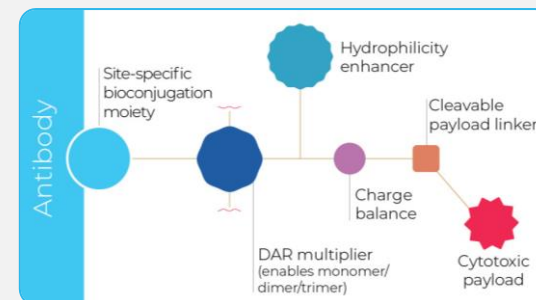 Antibody
Site-specific
bioconjugation
moiety
Hydrophilicity
enhancer
Cleavable
payload linker
Charge
balance
DAR multiplier
(enables monomer/
dimer/trimer)
Cytotoxic
payload